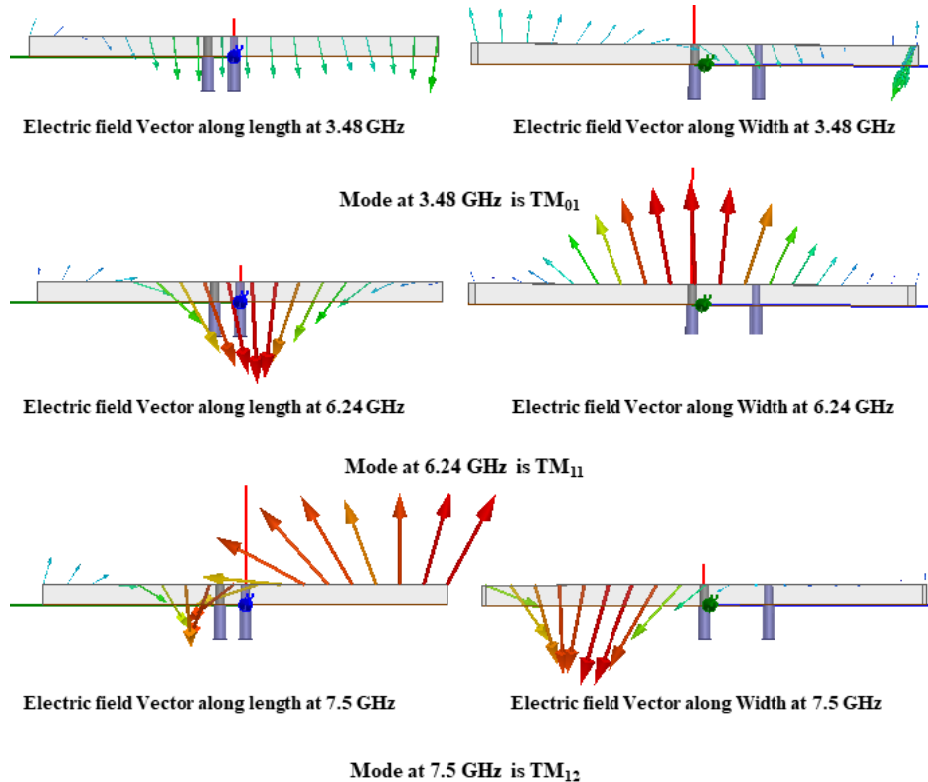 Electric field Vector along length at 3.48 GHz
Electric field Vector along Width at 3.48 GHz
Mode at 3.48 GHz is TM₀₁
Electric field Vector along length at 6.24 GHz
Electric field Vector along Width at 6.24 GHz
Mode at 6.24 GHz is TM₁₁
Electric field Vector along length at 7.5 GHz
Electric field Vector along Width at 7.5 GHz
Mode at 7.5 GHz is TM₁₂